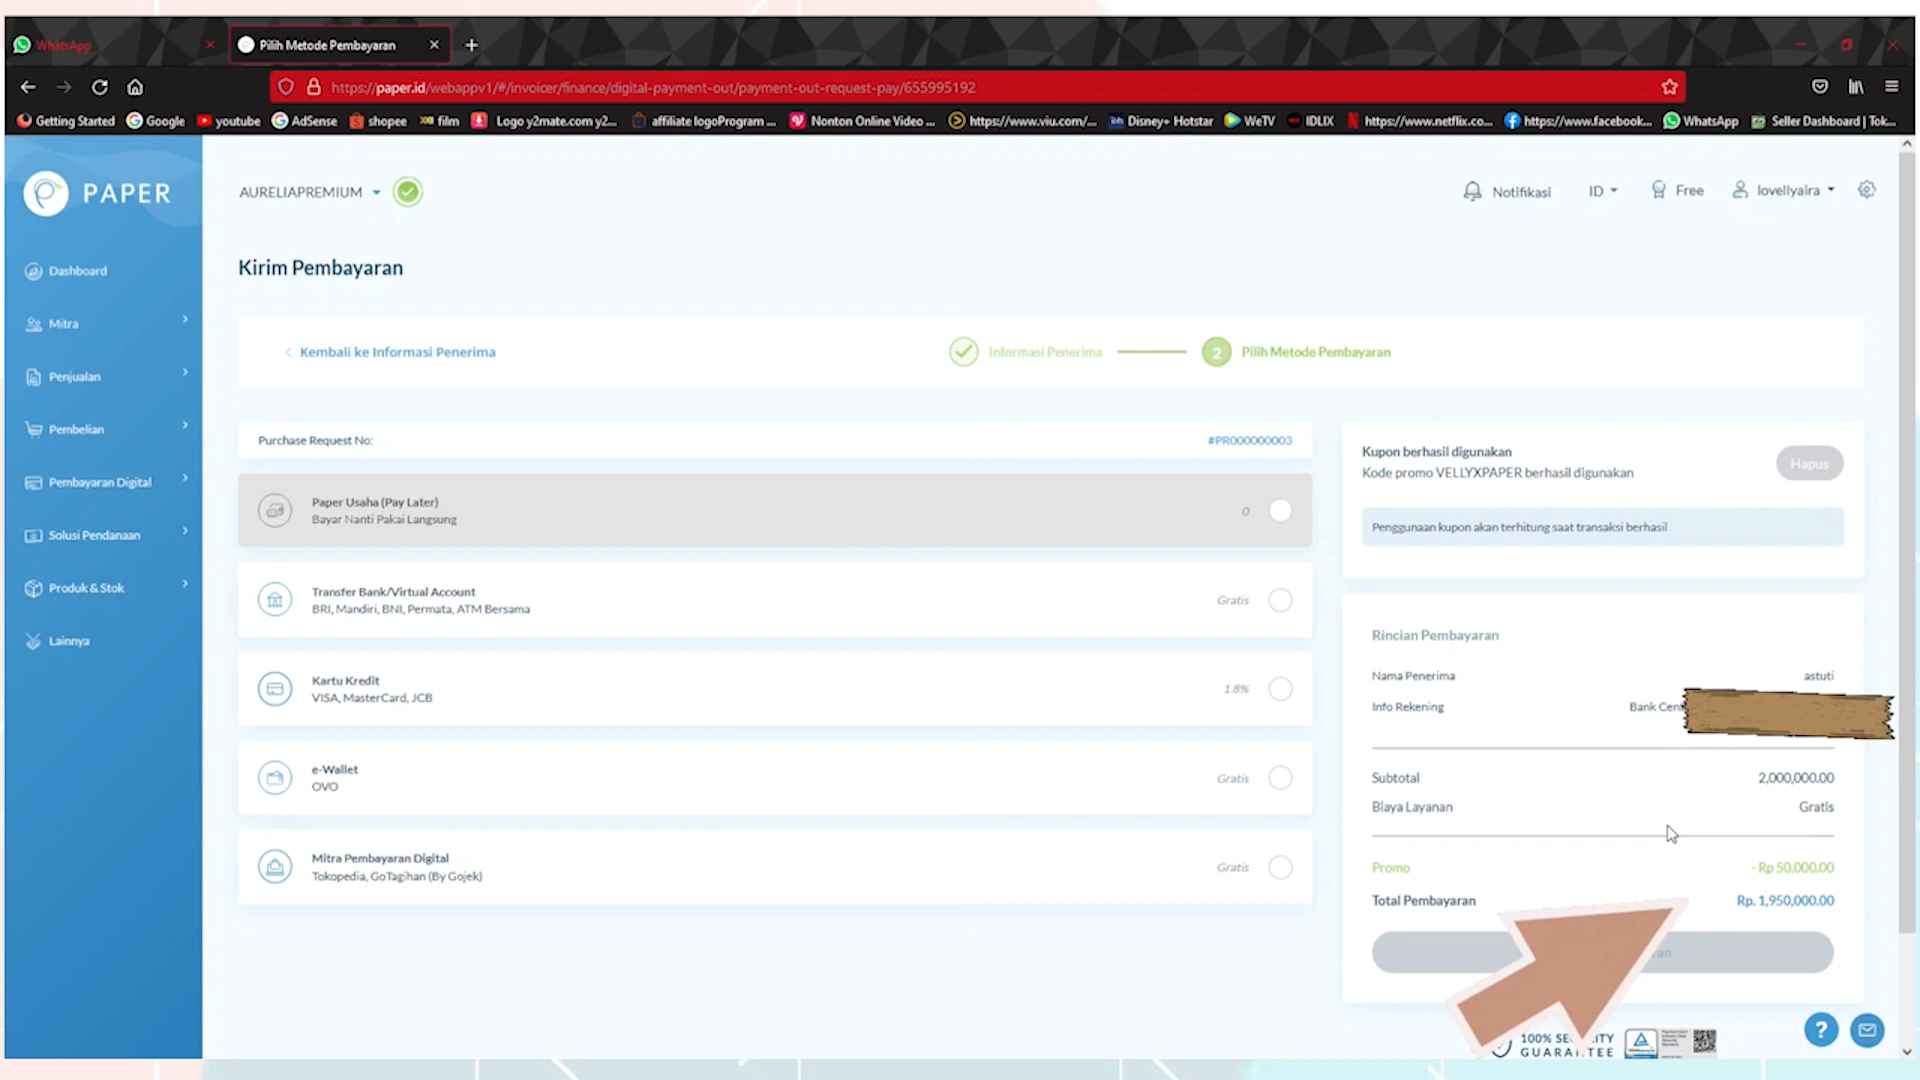 WhatsApp
Pilih Metode Pembayaran
https://paper.id/webappv1/#/invoicer/finance/digital-payment-out/payment-out-request-pay/655995192
Getting Started Google youtube AdSense shopee film Logo y2mate.com y2... affiliate logoProgram ... Nonton Online Video ... https://www.viu.com/... Disney+ Hotstar WeTV IDLIX https://www.netflix.co... https://www.facebook... WhatsApp Seller Dashboard | Tok...
PAPER
AURELIAPREMIUM
Notifikasi
ID
Free
lovellyaira
Dashboard
Mitra
Penjualan
Pembelian
Pembayaran Digital
Solusi Pendanaan
Produk & Stok
Lainnya
Kirim Pembayaran
Kembali ke Informasi Penerima
Informasi Penerima
2 Pilih Metode Pembayaran
Purchase Request No: #PR000000003
Paper Usaha (Pay Later)
Bayar Nanti Pakai Langsung
0
Transfer Bank/Virtual Account
BRI, Mandiri, BNI, Permata, ATM Bersama
Gratis
Kartu Kredit
VISA, MasterCard, JCB
1.8%
e-Wallet
OVO
Gratis
Mitra Pembayaran Digital
Tokopedia, GoTagihan (By Gojek)
Gratis
Kupon berhasil digunakan
Kode promo VELLYXPAPER berhasil digunakan
Hapus
Penggunaan kupon akan terhitung saat transaksi berhasil
Rincian Pembayaran
Nama Penerima astuti
Info Rekening Bank
Subtotal 2,000,000.00
Biaya Layanan Gratis
Promo - Rp 50,000.00
Total Pembayaran Rp. 1,950,000.00
100%
?